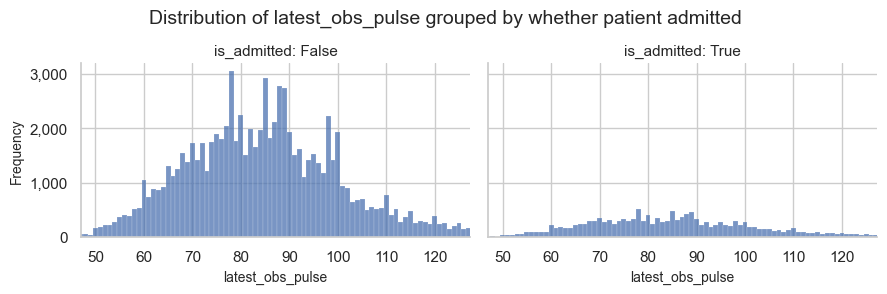 Distribution of latest_obs_pulse grouped by whether patient admitted
is_admitted: False
is_admitted: True
3,000
2,000
1,000
0
Frequency
50 60 70 80 90 100 110 120
50 60 70 80 90 100 110 120
latest_obs_pulse
latest_obs_pulse